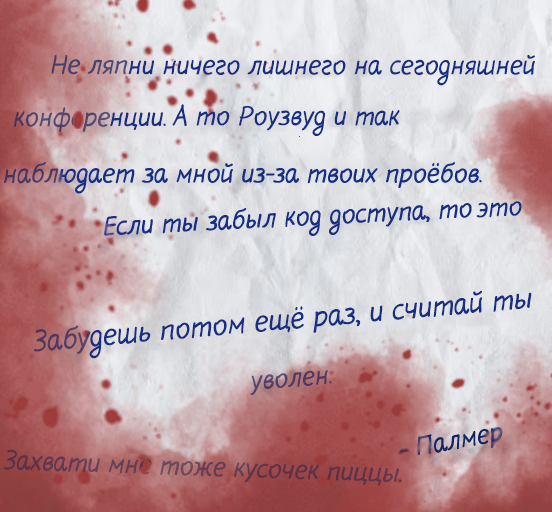 Не ляпни ничего лишнего на сегодняшней
конференции. А то Роузвуд и так
наблюдает за мной из-за твоих проёбов.
Если ты забыл код доступа, то это
Забудешь потом ещё раз, и считай ты
уволен.
- Палмер
Захвати мне тоже кусочек пиццы.